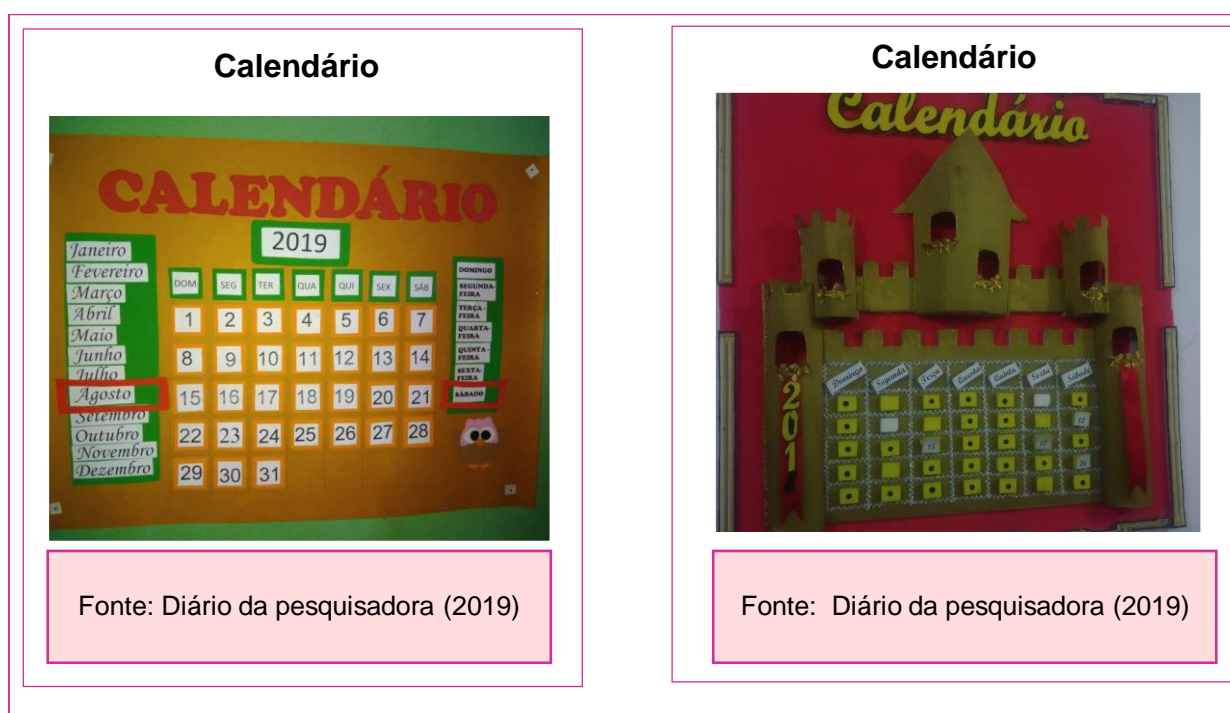 Calendário
CALENDÁRIO
2019
Janeiro
Fevereiro
Março
Abril
Maio
Junho
Julho
Agosto
Setembro
Outubro
Novembro
Dezembro
DOM SEG TER QUA QUI SEX SÁB
1 2 3 4 5 6 7
8 9 10 11 12 13 14
15 16 17 18 19 20 21
22 23 24 25 26 27 28
29 30 31
DOMINGO
SEGUNDA-
FEIRA
TERÇA-
FEIRA
QUARTA-
FEIRA
QUINTA-
FEIRA
SEXTA-
FEIRA
SÁBADO
Fonte: Diário da pesquisadora (2019)
Calendário
Calendário
201
Domingo Segunda Terça Quarta Quinta Sexta Sábado
Fonte: Diário da pesquisadora (2019)